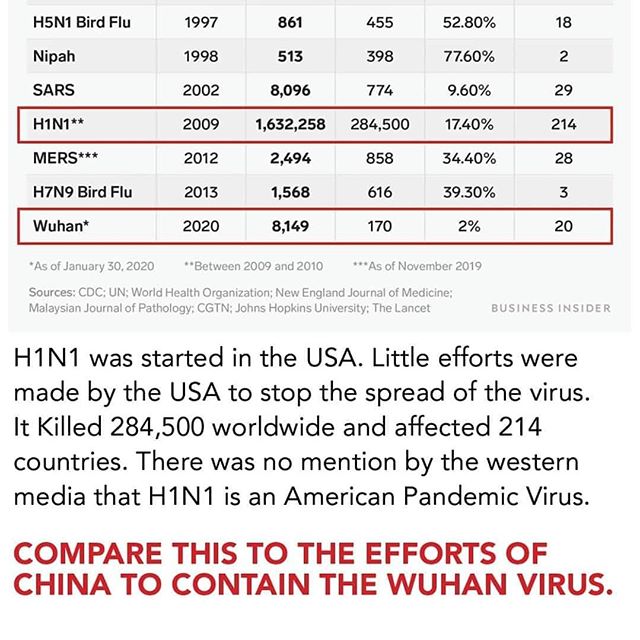 H5N1 Bird Flu 1997 861 455 52.80% 18
Nipah 1998 513 398 77.60% 2
SARS 2002 8,096 774 9.60% 29
H1N1** 2009 1,632,258 284,500 17.40% 214
MERS*** 2012 2,494 858 34.40% 28
H7N9 Bird Flu 2013 1,568 616 39.30% 3
Wuhan* 2020 8,149 170 2% 20
*As of January 30, 2020 **Between 2009 and 2010 ***As of November 2019
Sources: CDC; UN; World Health Organization; New England Journal of Medicine;
Malaysian Journal of Pathology; CGTN; Johns Hopkins University; The Lancet
BUSINESS INSIDER
H1N1 was started in the USA. Little efforts were
made by the USA to stop the spread of the virus.
It Killed 284,500 worldwide and affected 214
countries. There was no mention by the western
media that H1N1 is an American Pandemic Virus.
COMPARE THIS TO THE EFFORTS OF
CHINA TO CONTAIN THE WUHAN VIRUS.